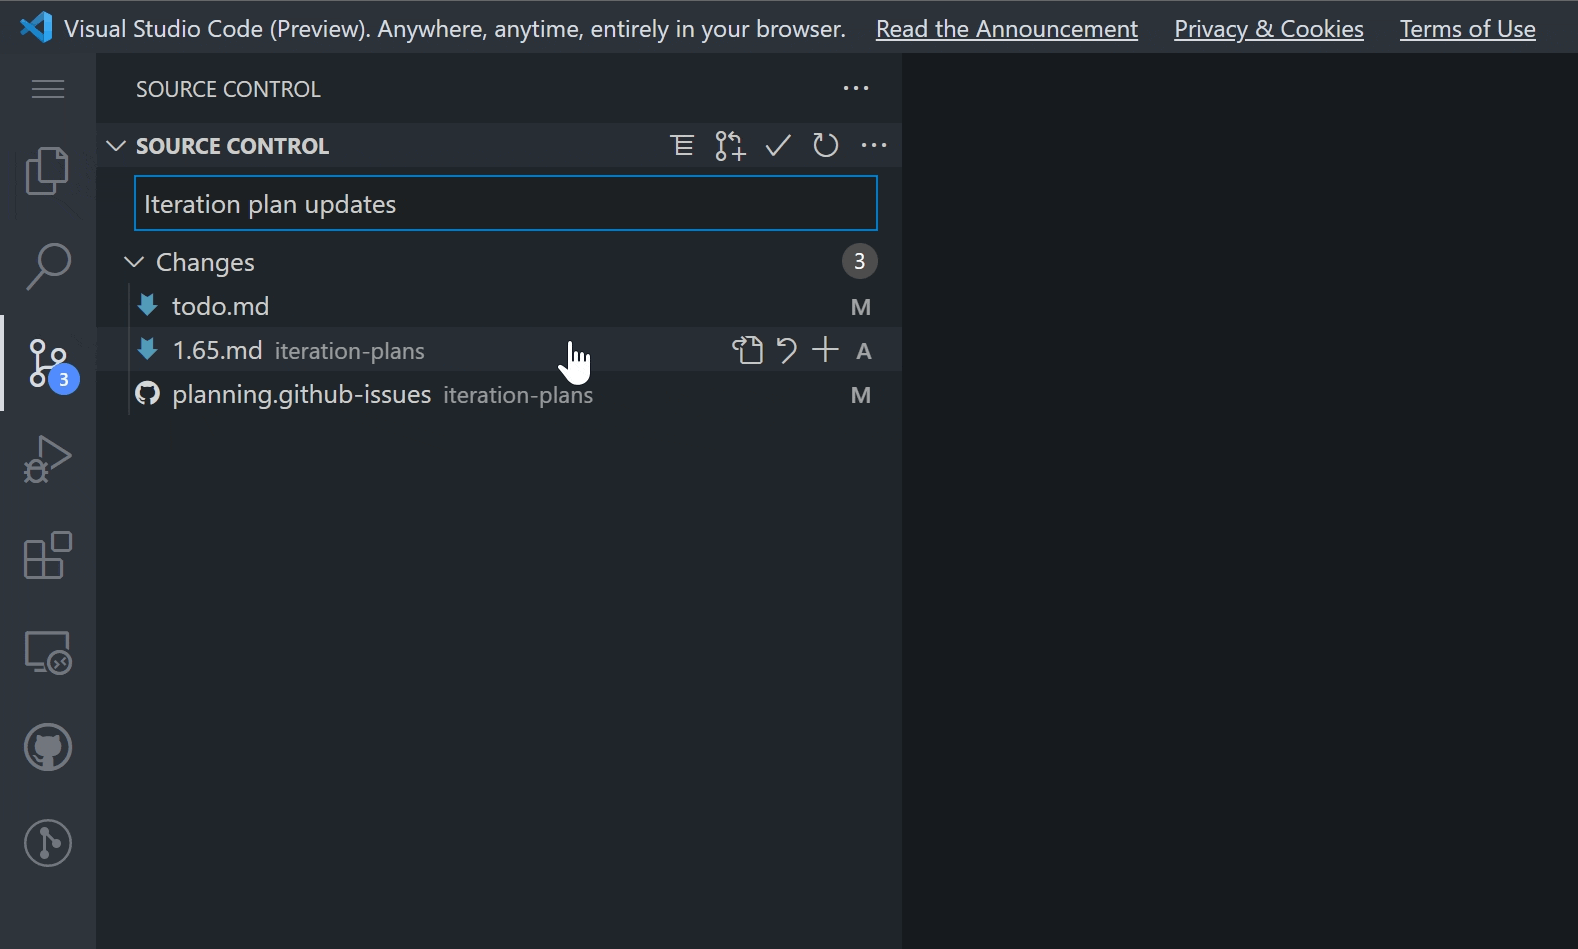 Visual Studio Code (Preview). Anywhere, anytime, entirely in your browser. Read the Announcement Privacy & Cookies Terms of Use
SOURCE CONTROL
SOURCE CONTROL
Iteration plan updates
Changes 3
todo.md M
1.65.md iteration-plans A
3
planning.github-issues iteration-plans M